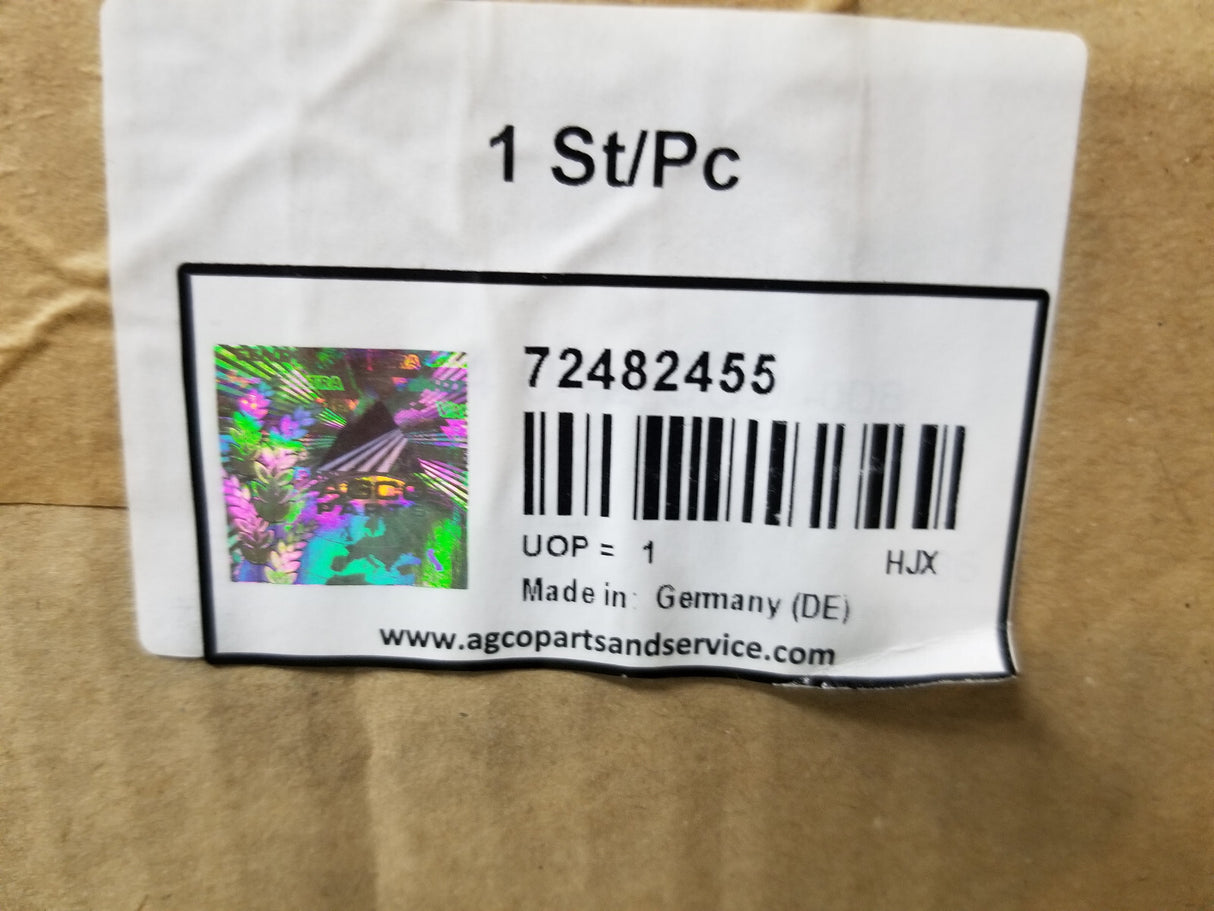 1 St/Pc
72482455
UOP = 1
HJX
Made in: Germany (DE)
www.agcopartsandservice.com